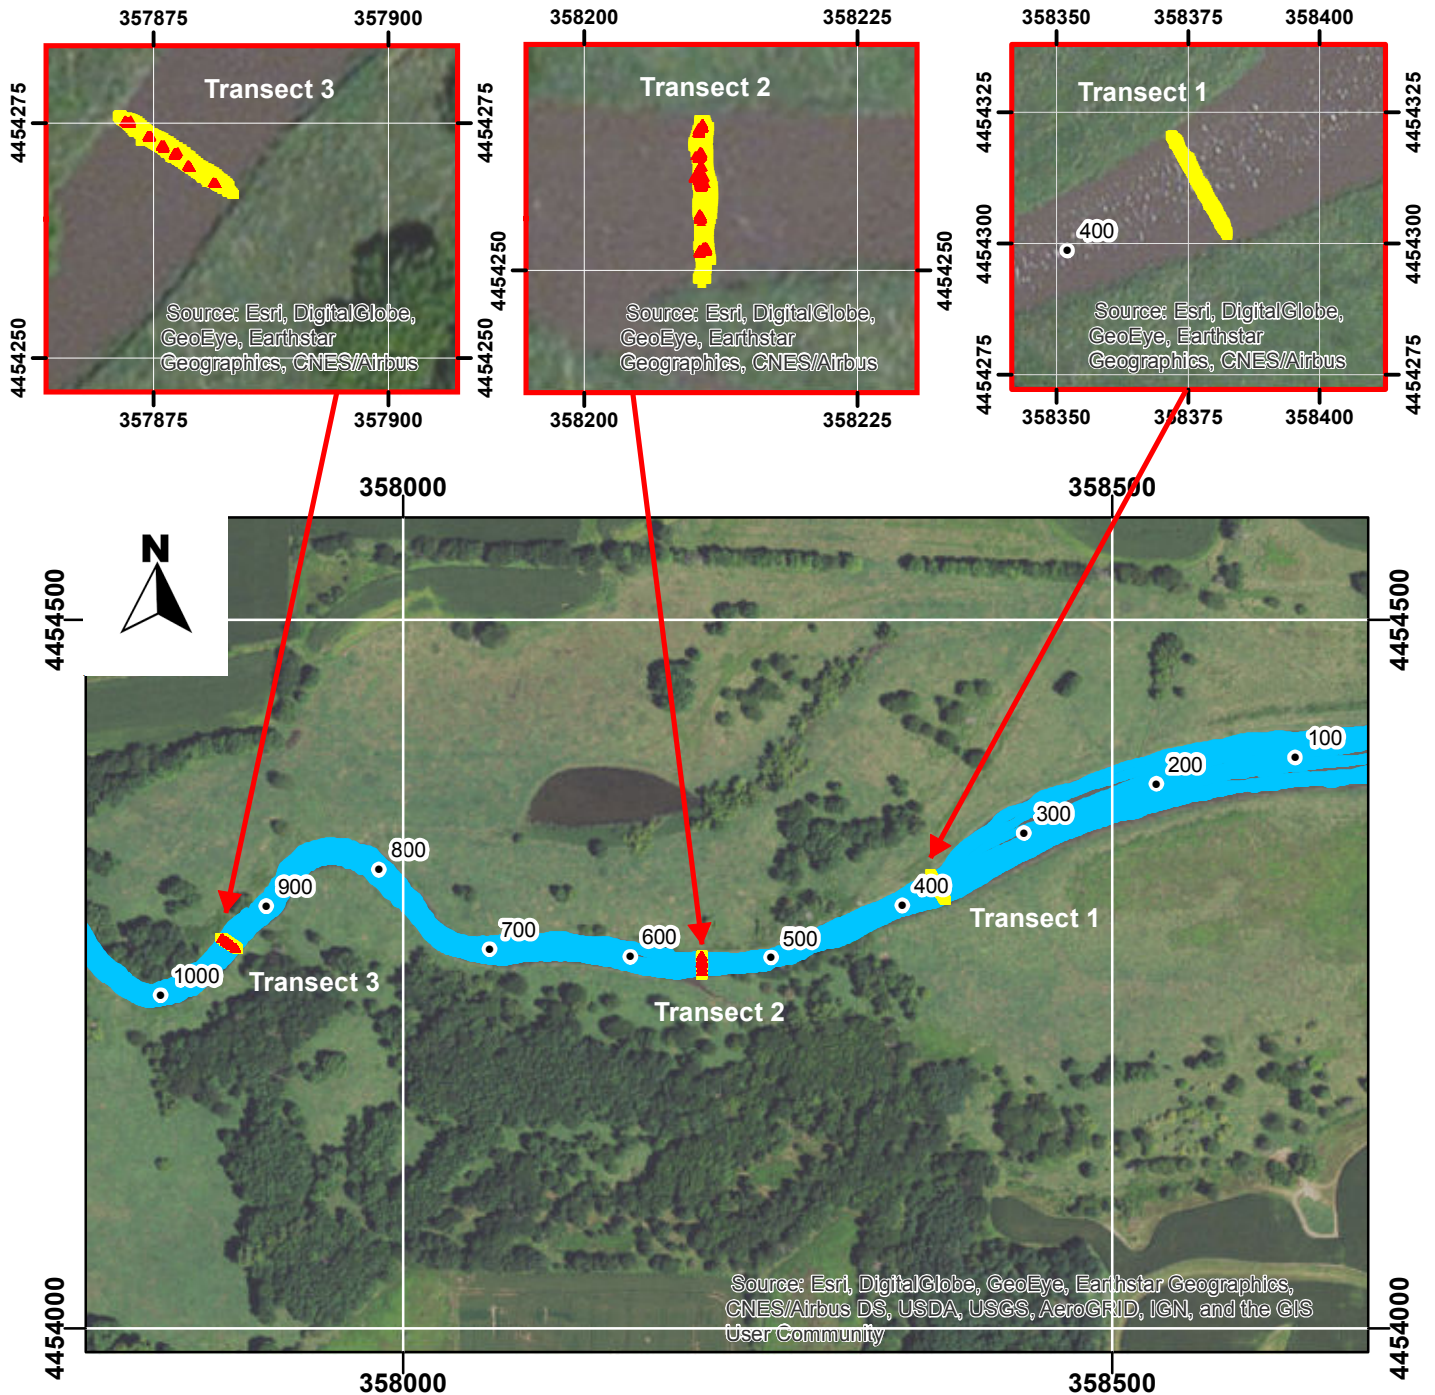 357875
357900
358200
358225
358350
358375
358400
4454275
4454250
Transect 3
Source: Esri, DigitalGlobe,
GeoEye, Earthstar
Geographics, CNES/Airbus
4454275
4454250
357875
357900
Transect 2
Source: Esri, DigitalGlobe,
GeoEye, Earthstar
Geographics, CNES/Airbus
4454250
358200
358225
4454325
4454300
4454275
Transect 1
400
Source: Esri, DigitalGlobe,
GeoEye, Earthstar
Geographics, CNES/Airbus
4454325
4454300
4454275
358350
358375
358400
358000
358500
N
4454500
4454500
100
200
300
400
500
600
700
800
900
1000
Transect 1
Transect 2
Transect 3
Source: Esri, DigitalGlobe, GeoEye, Earthstar Geographics,
CNES/Airbus DS, USDA, USGS, AeroGRID, IGN, and the GIS
User Community
4454000
4454000
358000
358500